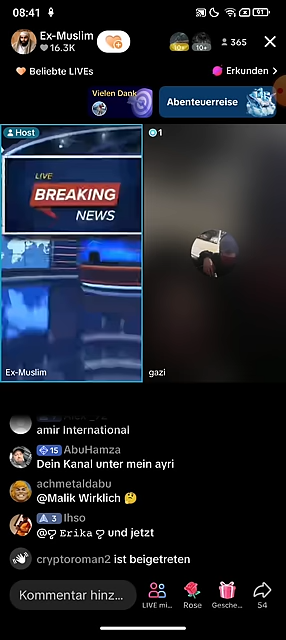 08:41
91
Ex-Muslim
16.3K
10+
10+
365
Beliebte LIVEs
Erkunden >
Vielen Dank
Abenteuerreise
Host
1
LIVE
BREAKING
NEWS
Ex-Muslim
gazi
amir International
15 AbuHamza
Dein Kanal unter mein ayri
achmetaldabu
@Malik Wirklich 🤔
3 Ihso
@ღ 𝙴𝚛𝚒𝚔𝚊 ღ und jetzt
cryptoroman2 ist beigetreten
Kommentar hinz...
LIVE mi...
Rose
Gesche...
54